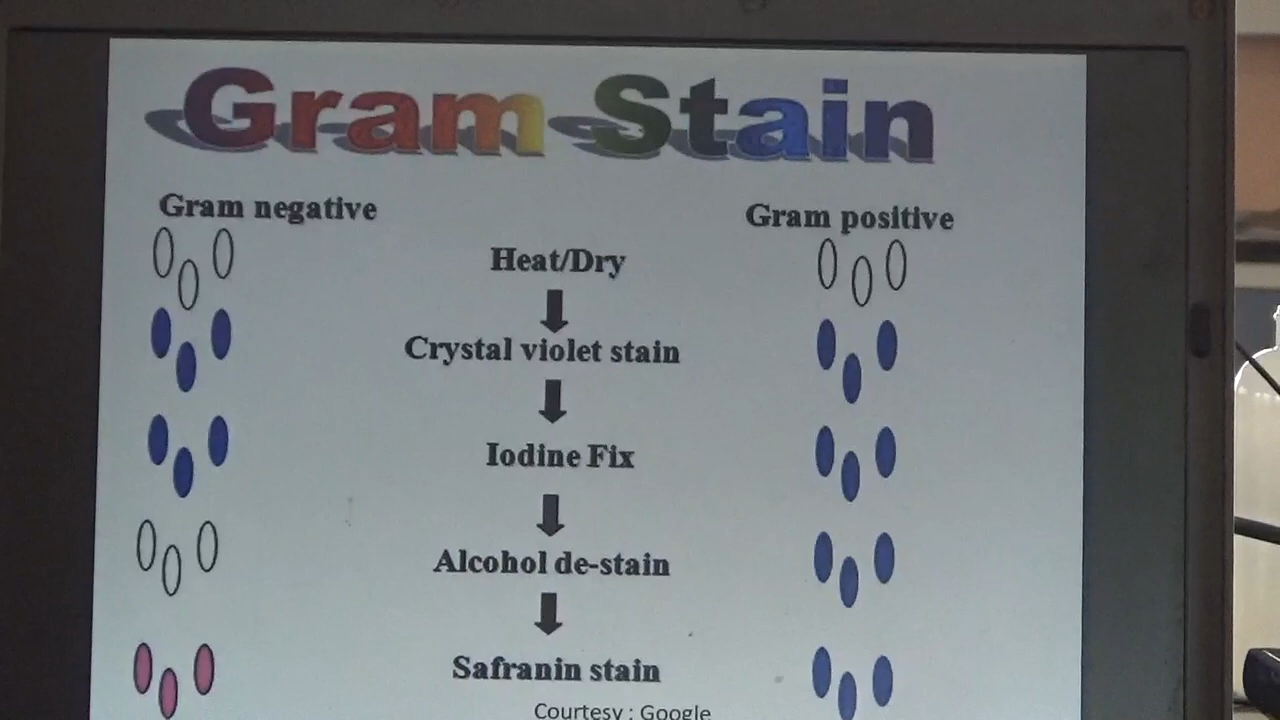 Gram Stain
Gram negative
Gram positive
Heat/Dry
Crystal violet stain
Iodine Fix
Alcohol de-stain
Safranin stain
Courtesy : Google